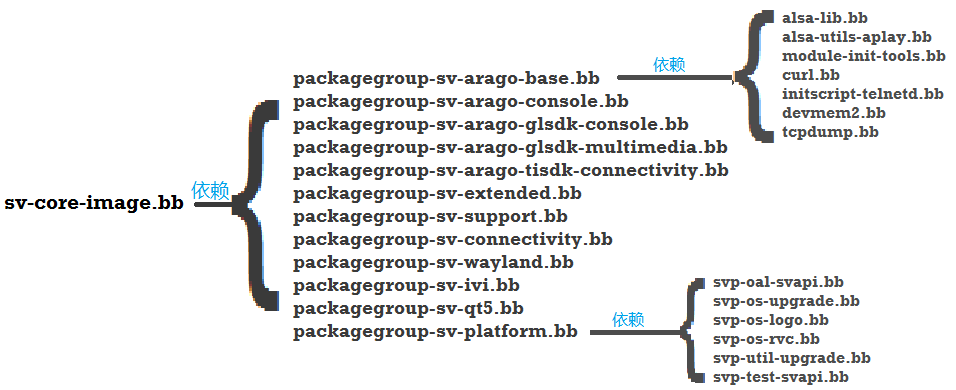 sv-core-image.bb
依赖
packagegroup-sv-arago-base.bb
packagegroup-sv-arago-console.bb
packagegroup-sv-arago-glsdk-console.bb
packagegroup-sv-arago-glsdk-multimedia.bb
packagegroup-sv-arago-tisdk-connectivity.bb
packagegroup-sv-extended.bb
packagegroup-sv-support.bb
packagegroup-sv-connectivity.bb
packagegroup-sv-wayland.bb
packagegroup-sv-ivi.bb
packagegroup-sv-qt5.bb
packagegroup-sv-platform.bb
依赖
alsa-lib.bb
alsa-utils-aplay.bb
module-init-tools.bb
curl.bb
initscript-telnetd.bb
devmem2.bb
tcpdump.bb
依赖
svp-oal-svapi.bb
svp-os-upgrade.bb
svp-os-logo.bb
svp-os-rvc.bb
svp-util-upgrade.bb
svp-test-svapi.bb